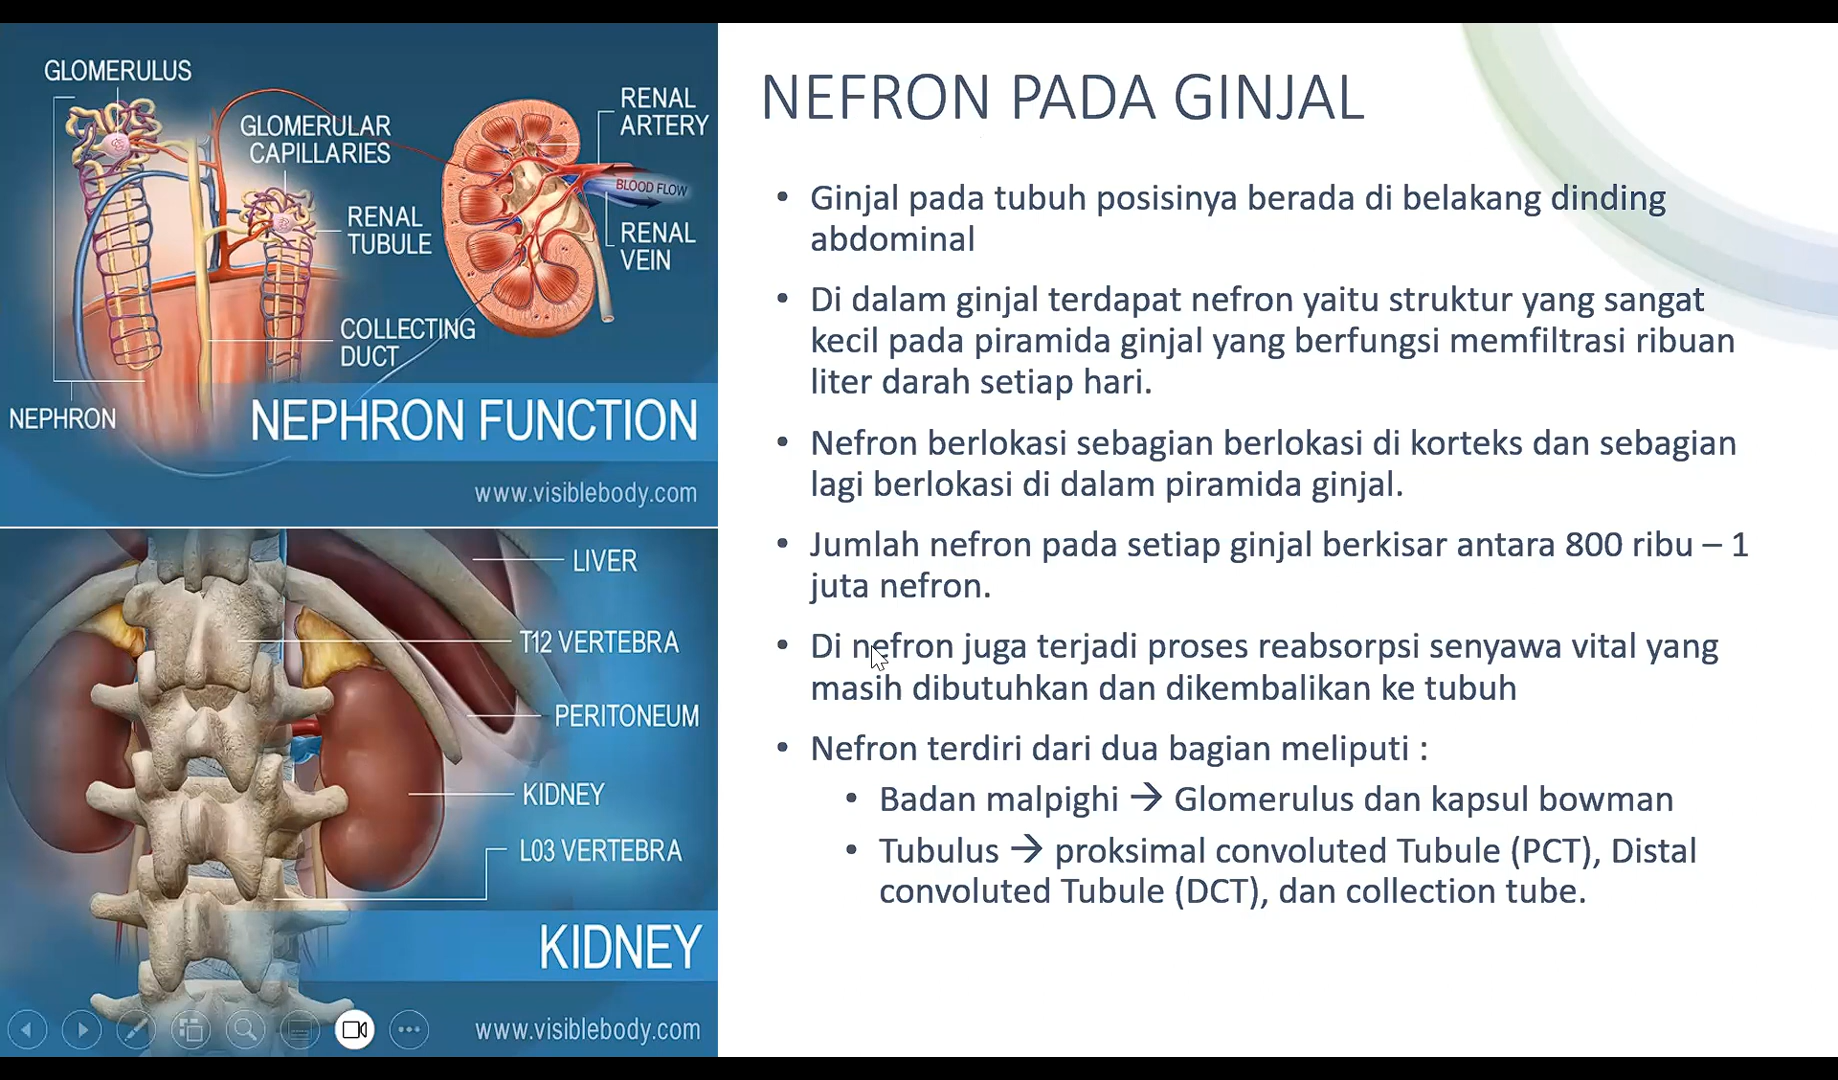 GLOMERULUS
GLOMERULAR
CAPILLARIES
RENAL
TUBULE
COLLECTING
DUCT
NEPHRON
RENAL
ARTERY
BLOOD FLOW
RENAL
VEIN
NEPHRON FUNCTION
www.visiblebody.com
LIVER
T12 VERTEBRA
PERITONEUM
KIDNEY
L03 VERTEBRA
KIDNEY
www.visiblebody.com
NEFRON PADA GINJAL
• Ginjal pada tubuh posisinya berada di belakang dinding
abdominal
• Di dalam ginjal terdapat nefron yaitu struktur yang sangat
kecil pada piramida ginjal yang berfungsi memfiltrasi ribuan
liter darah setiap hari.
• Nefron berlokasi sebagian berlokasi di korteks dan sebagian
lagi berlokasi di dalam piramida ginjal.
• Jumlah nefron pada setiap ginjal berkisar antara 800 ribu – 1
juta nefron.
• Di nefron juga terjadi proses reabsorpsi senyawa vital yang
masih dibutuhkan dan dikembalikan ke tubuh
• Nefron terdiri dari dua bagian meliputi :
• Badan malpighi → Glomerulus dan kapsul bowman
• Tubulus → proksimal convoluted Tubule (PCT), Distal
convoluted Tubule (DCT), dan collection tube.